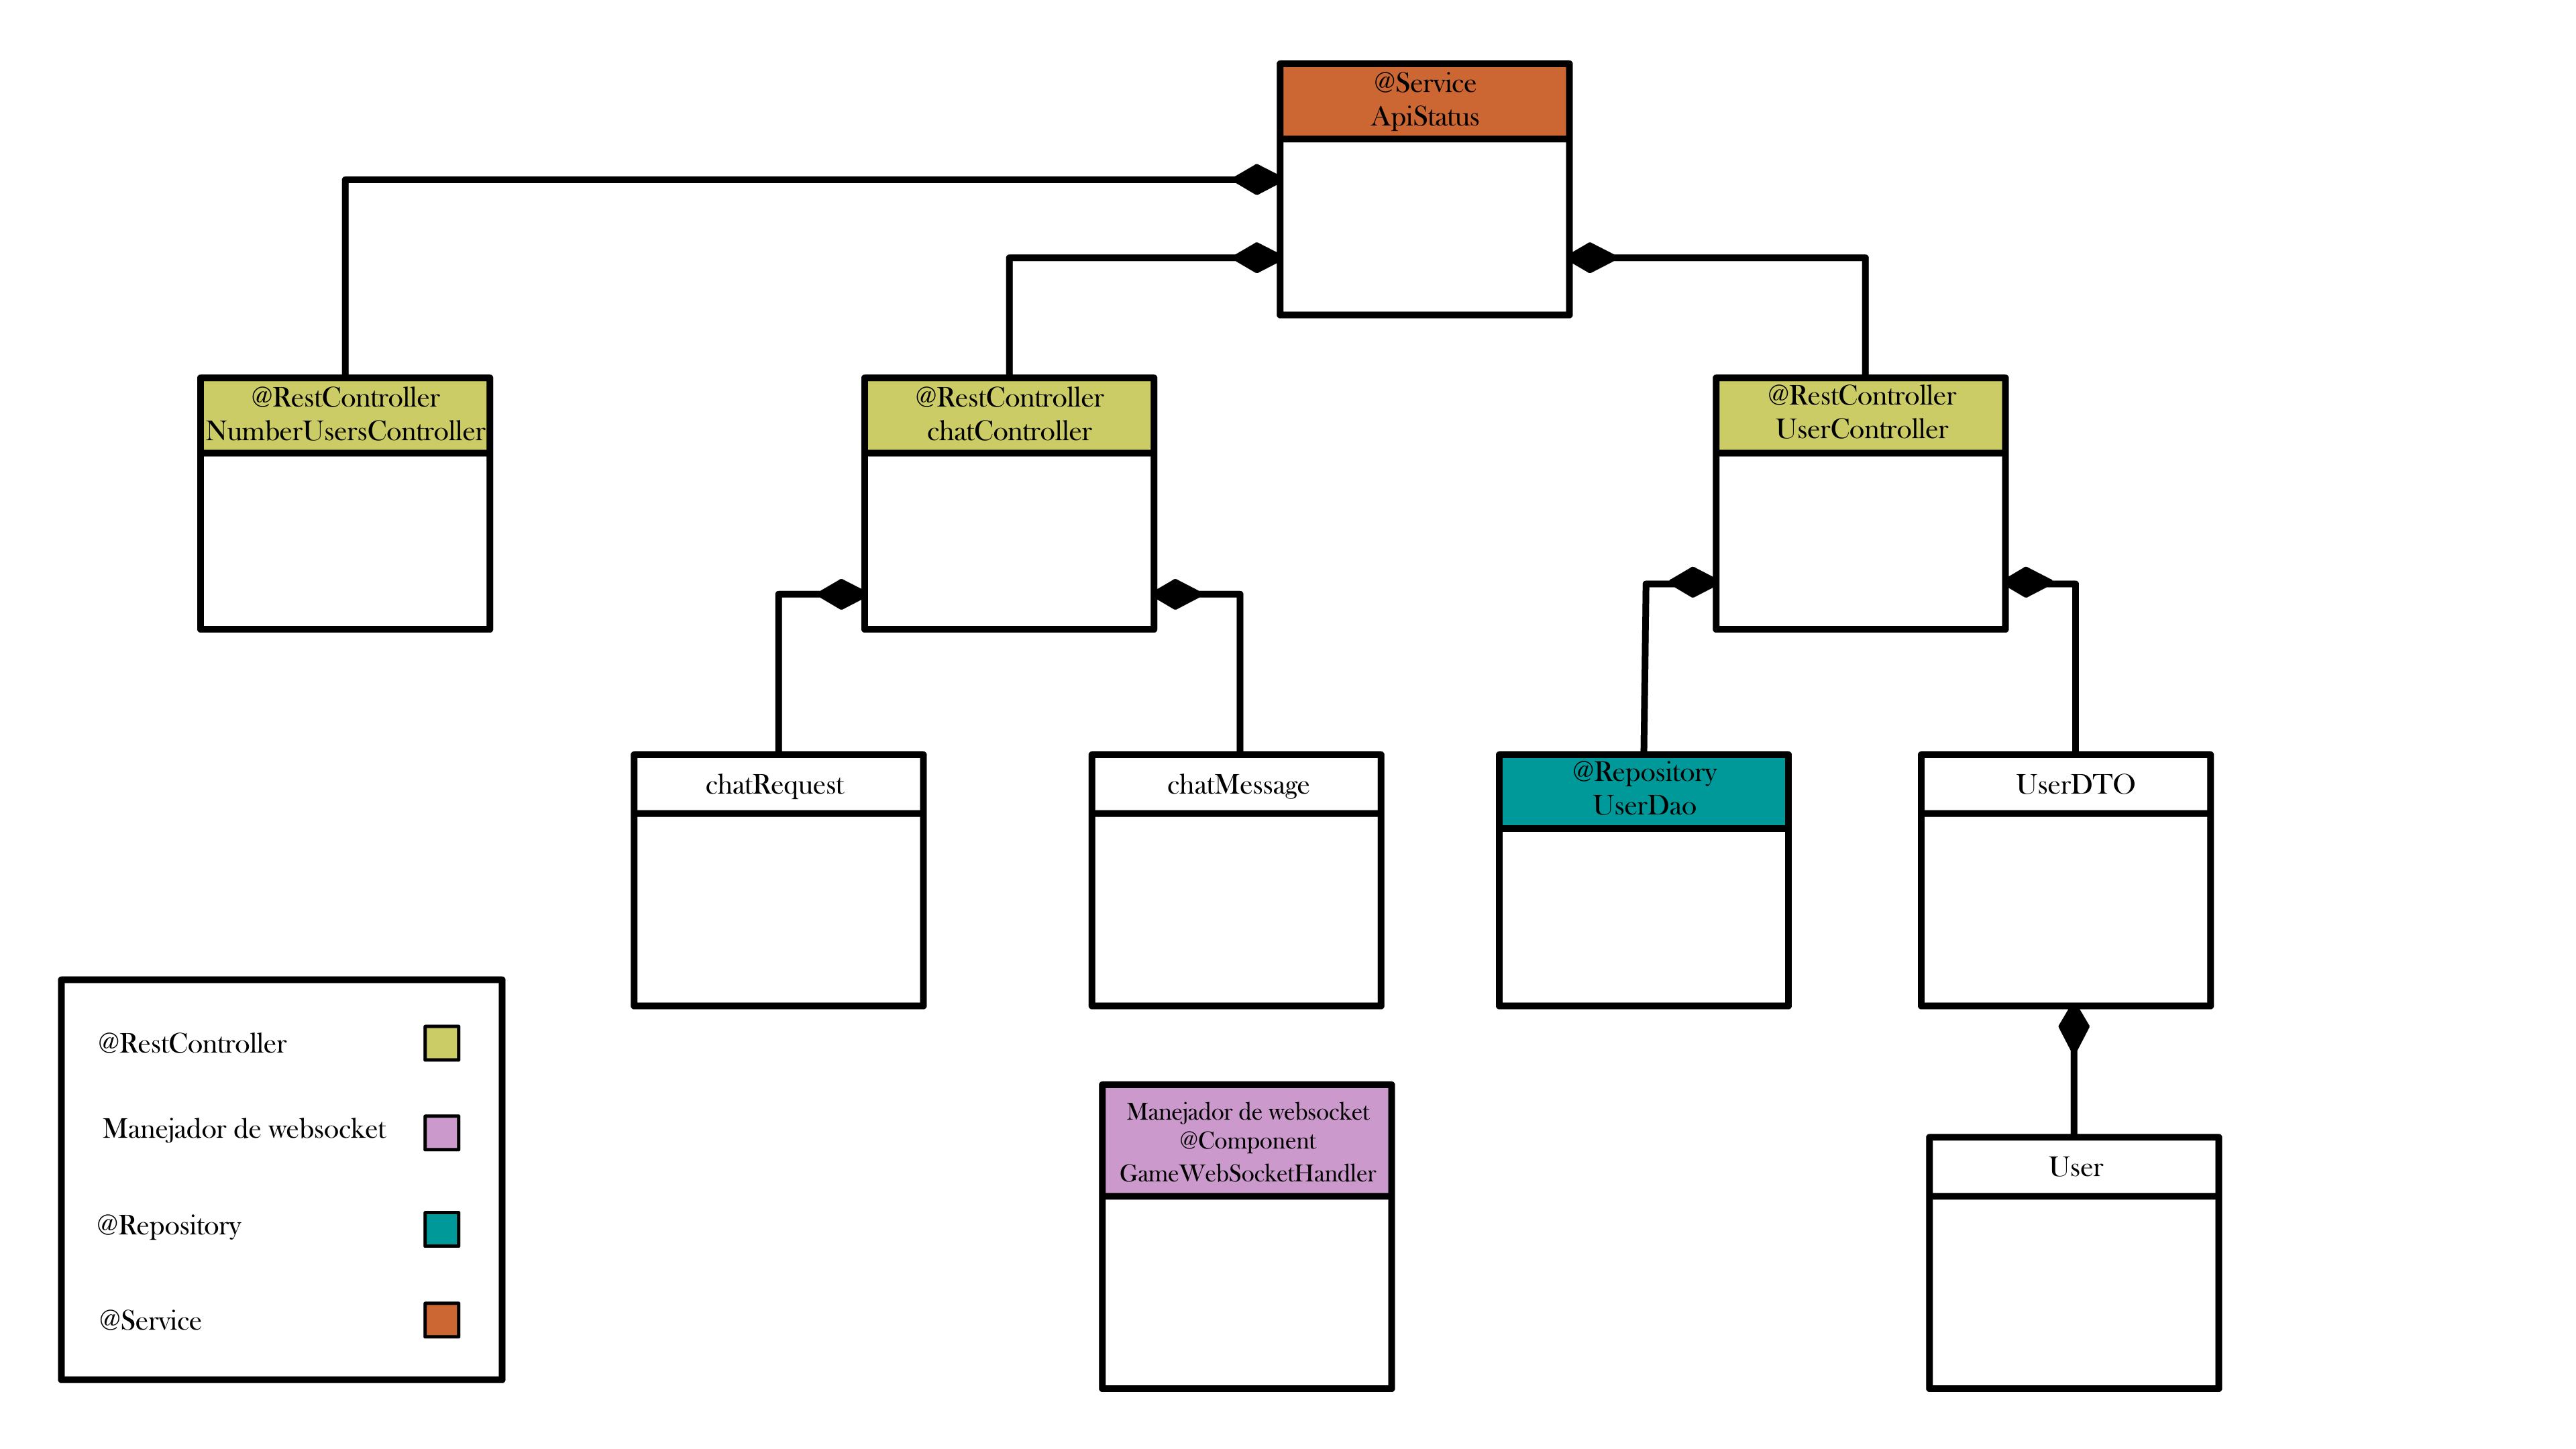 @Service
ApiStatus
@RestController
NumberUsersController
@RestController
chatController
@RestController
UserController
chatRequest
chatMessage
@Repository
UserDao
UserDTO
@RestController
Manejador de websocket
@Repository
@Service
Manejador de websocket
@Component
GameWebSocketHandler
User